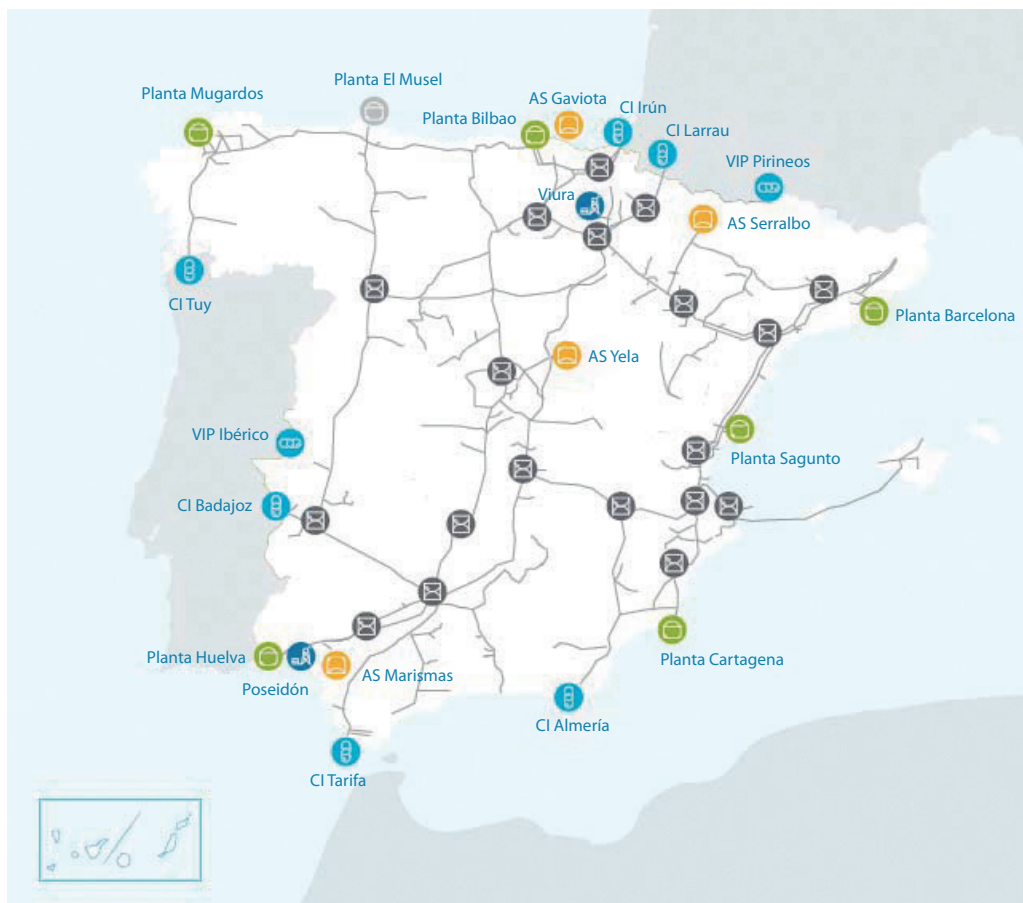 Planta El Musel
Planta Mugardos
AS Gaviota
CI Irún
Planta Bilbao
CI Larrau
VIP Pirineos
Viura
AS Serralbo
CI Tuy
Planta Barcelona
AS Yela
VIP Ibérico
Planta Sagunto
CI Badajoz
Planta Huelva
Planta Cartagena
AS Marismas
Poseidón
CI Almería
CI Tarifa